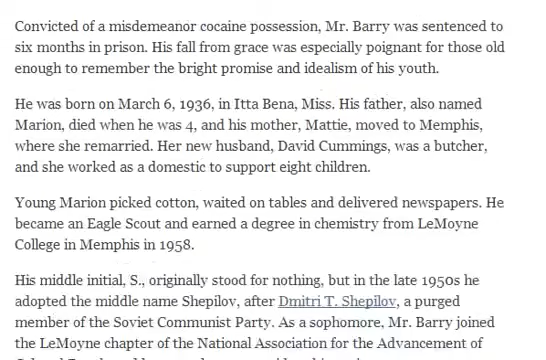 Convicted of a misdemeanor cocaine possession, Mr. Barry was sentenced to
six months in prison. His fall from grace was especially poignant for those old
enough to remember the bright promise and idealism of his youth.
He was born on March 6, 1936, in Itta Bena, Miss. His father, also named
Marion, died when he was 4, and his mother, Mattie, moved to Memphis,
where she remarried. Her new husband, David Cummings, was a butcher,
and she worked as a domestic to support eight children.
Young Marion picked cotton, waited on tables and delivered newspapers. He
became an Eagle Scout and earned a degree in chemistry from LeMoyne
College in Memphis in 1958.
His middle initial, S., originally stood for nothing, but in the late 1950s he
adopted the middle name Shepilov, after Dmitri T. Shepilov, a purged
member of the Soviet Communist Party. As a sophomore, Mr. Barry joined
the LeMoyne chapter of the National Association for the Advancement of